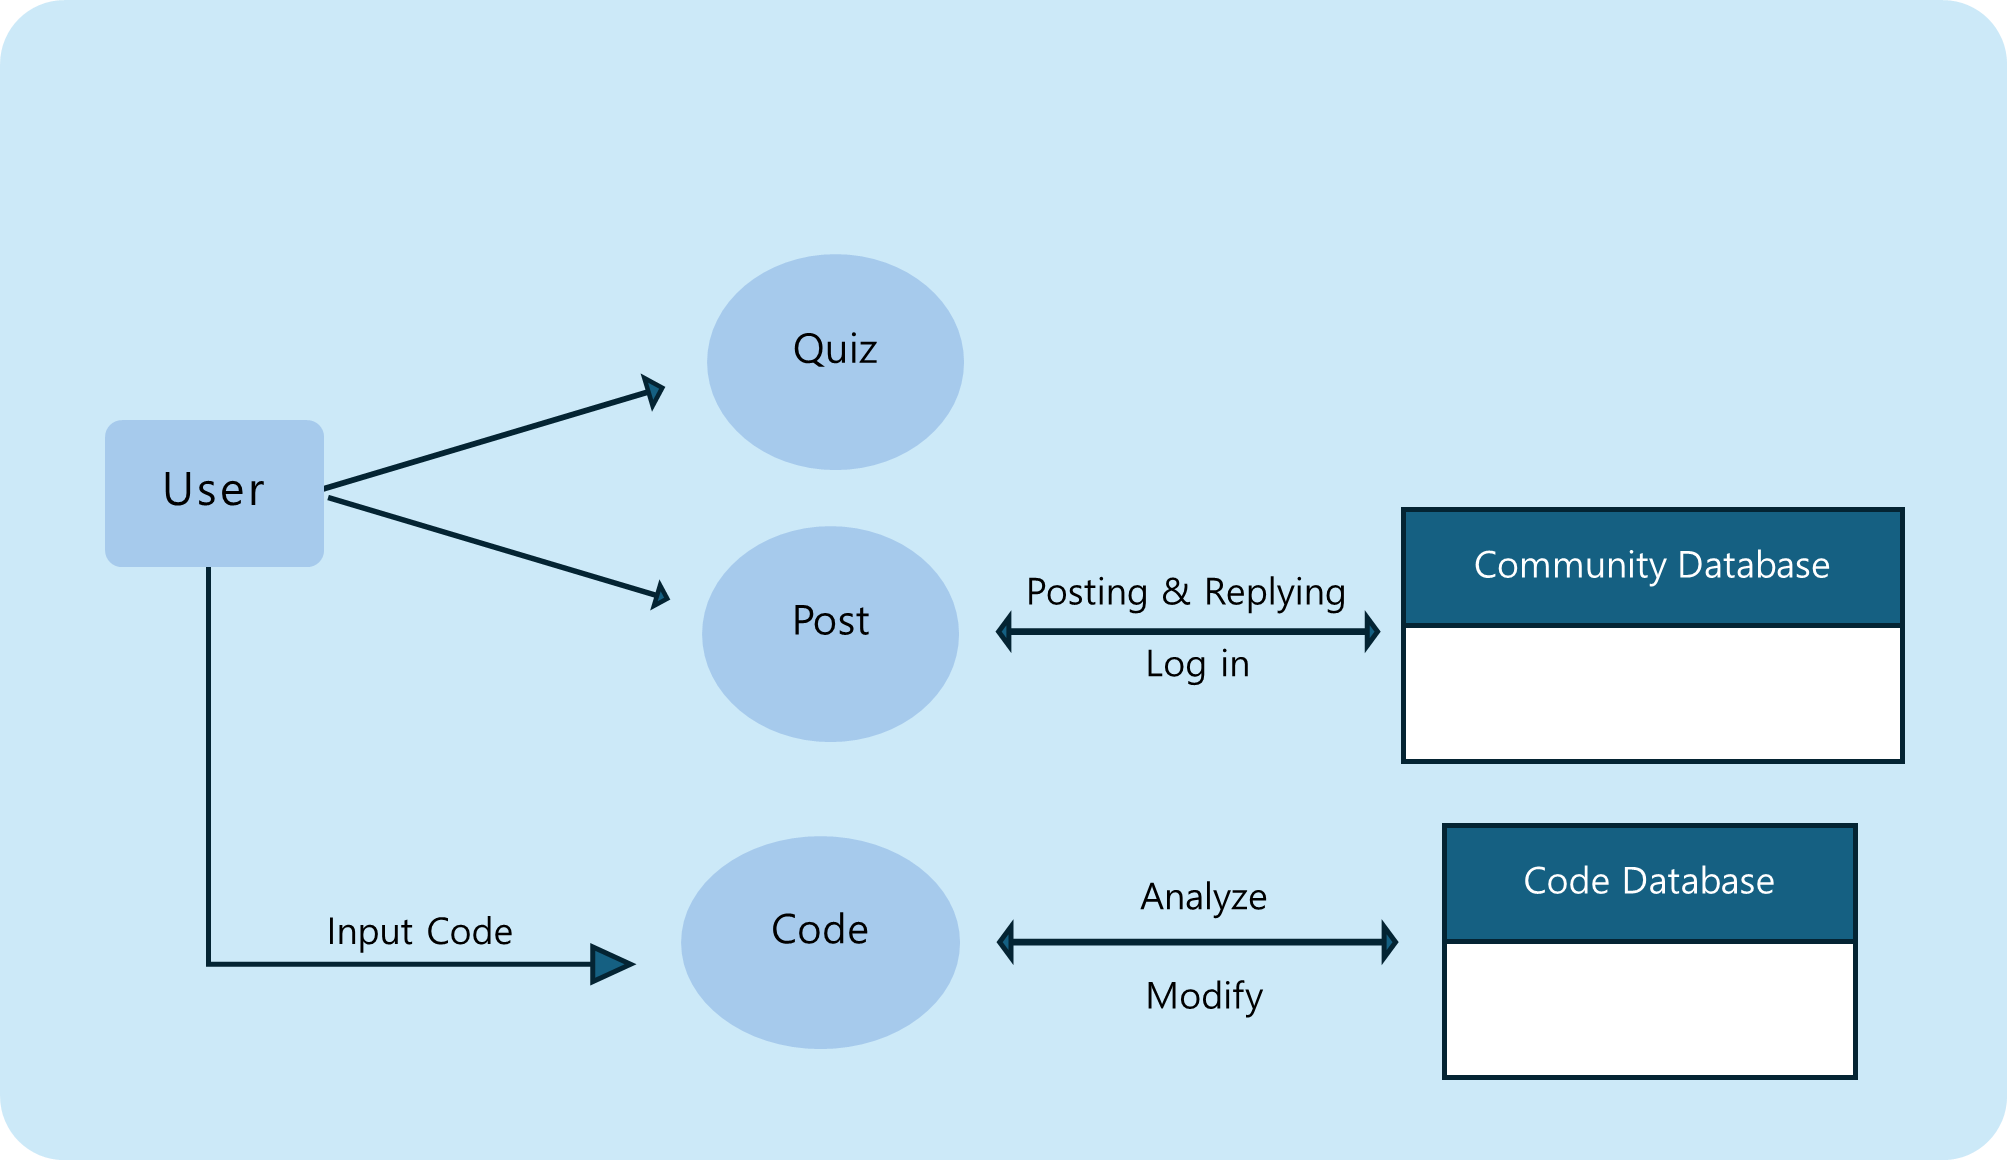 Quiz
User
Post
Posting & Replying
Log in
Community Database
Input Code
Code
Analyze
Modify
Code Database